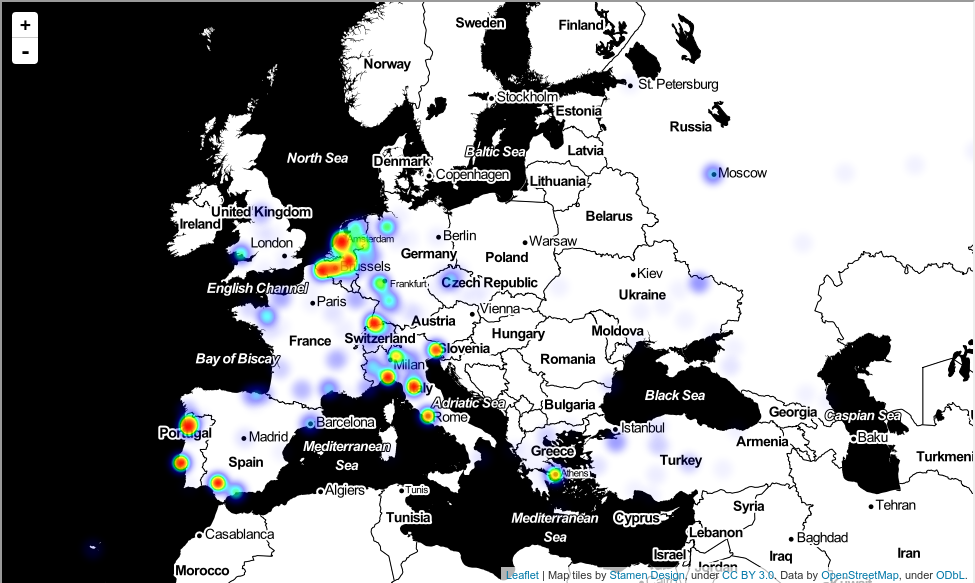 +
-
Sweden
Finland
Norway
St. Petersburg
Stockholm
Estonia
Russia
North Sea
Baltic Sea
Latvia
Denmark
Copenhagen
Moscow
Lithuania
United Kingdom
Ireland
Belarus
London
Amsterdam
Berlin
Warsaw
Germany
Poland
Brussels
Kiev
English Channel
Frankfurt
Czech Republic
Ukraine
Paris
Vienna
Austria
France
Switzerland
Hungary
Moldova
Slovenia
Bay of Biscay
Milan
Romania
Italy
Black Sea
Adriatic Sea
Bulgaria
Georgia
Caspian Sea
Rome
Portugal
Barcelona
Istanbul
Madrid
Mediterranean
Sea
Baku
Armenia
Greece
Spain
Turkey
Turkmeni
Athens
Algiers
Tunis
Tehran
Syria
Tunisia
Mediterranean
Sea
Cyprus
Casablanca
Lebanon
Baghdad
Israel
Iraq
Iran
Morocco
Jordan
Leaflet | Map tiles by Stamen Design, under CC BY 3.0. Data by OpenStreetMap, under ODbL.